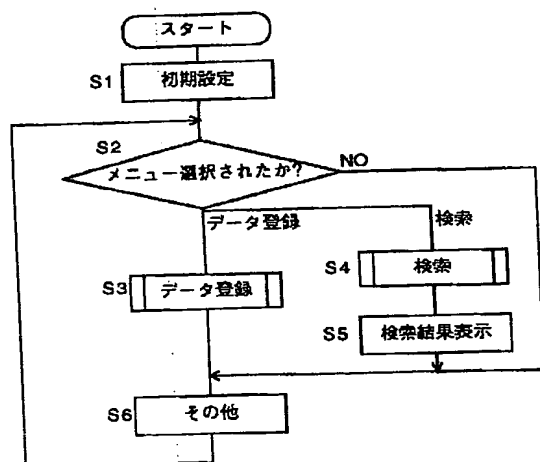 スタート
S1 初期設定
S2
メニュー選択されたか?
NO
データ登録 検索
S3 データ登録
S4 検索
S5 検索結果表示
S6 その他